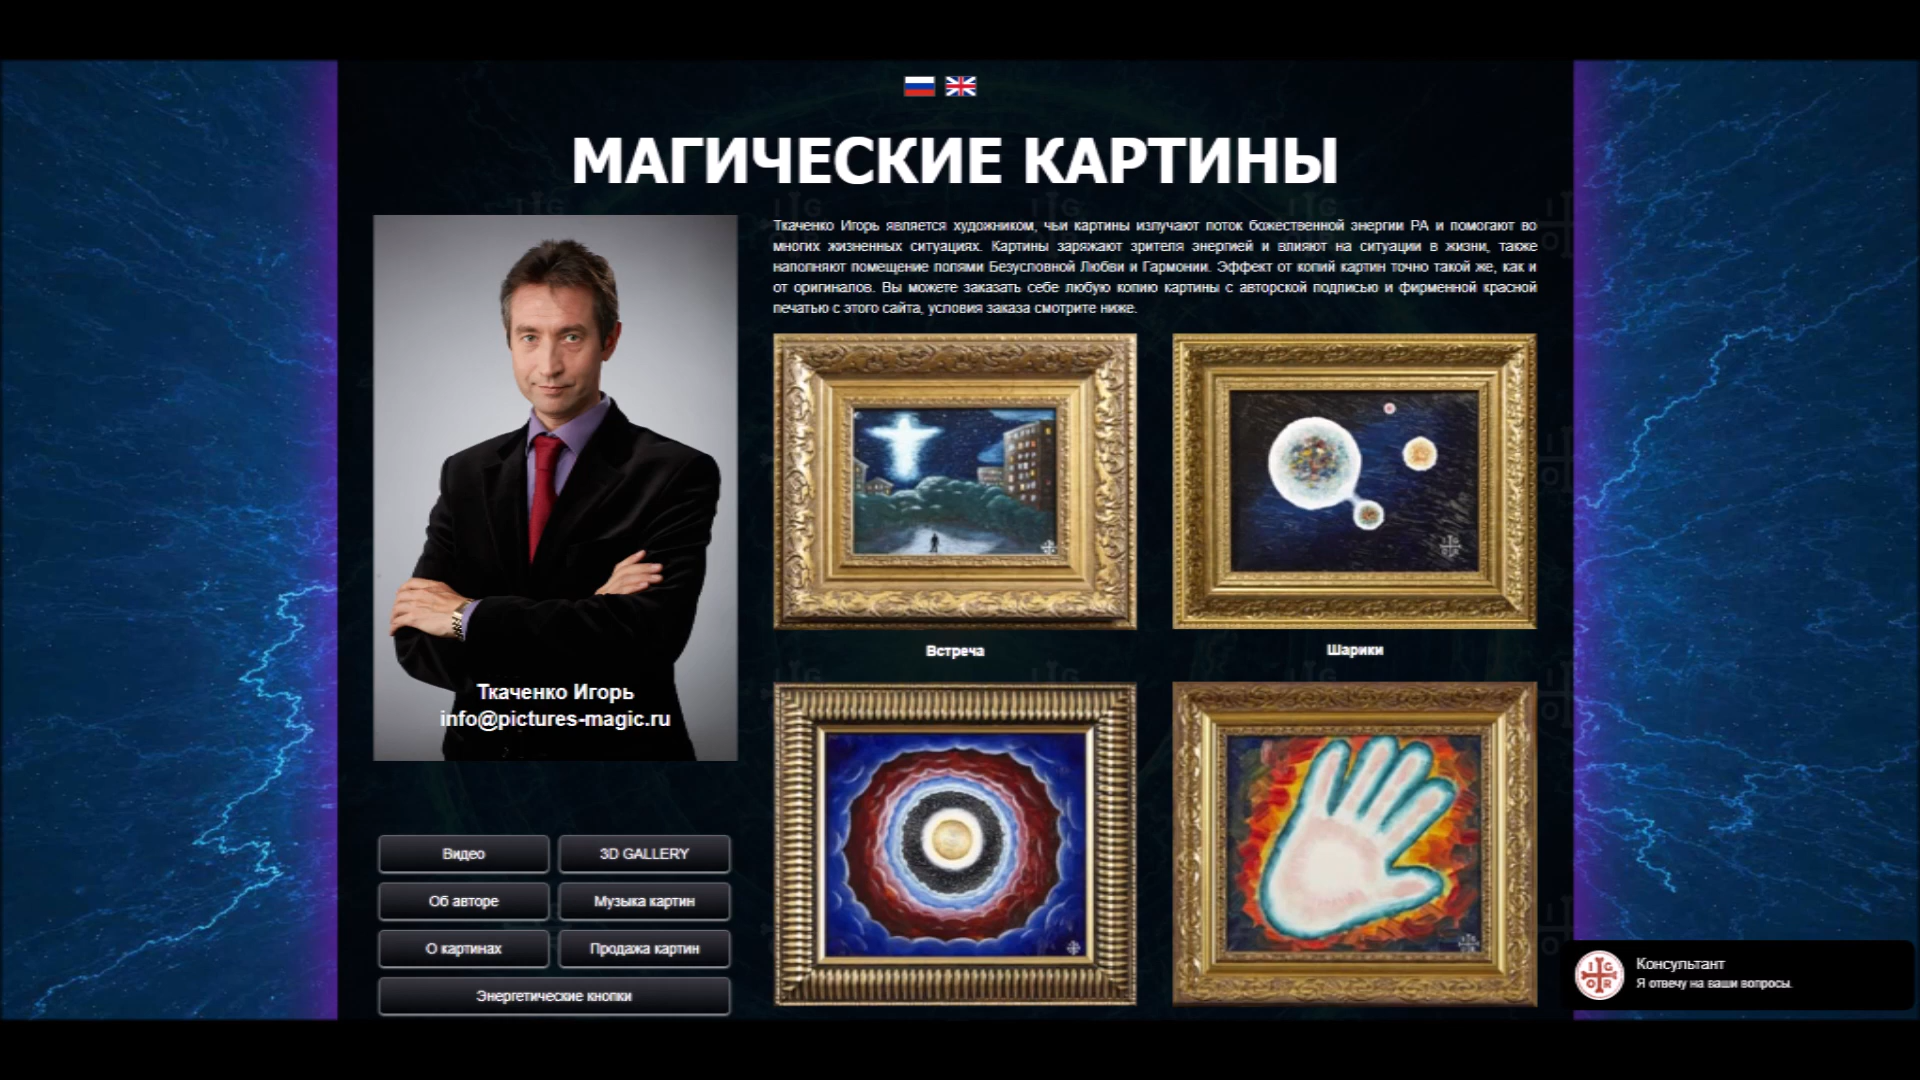 МАГИЧЕСКИЕ КАРТИНЫ
Ткаченко Игорь является художником, чьи картины излучают поток божественной энергии РА и помогают во
многих жизненных ситуациях. Картины заряжают зрителя энергией и влияют на ситуации в жизни, также
наполняют помещение полями Безусловной Любви и Гармонии. Эффект от копий картин точно такой же, как и
от оригиналов. Вы можете заказать себе любую копию картины с авторской подписью и фирменной красной
печатью с этого сайта, условия заказа смотрите ниже.
Ткаченко Игорь
info@pictures-magic.ru
Встреча
Шарики
Видео
3D GALLERY
Об авторе
Музыка картин
О картинах
Продажа картин
Энергетические кнопки
Консультант
Я отвечу на ваши вопросы.
IGOR